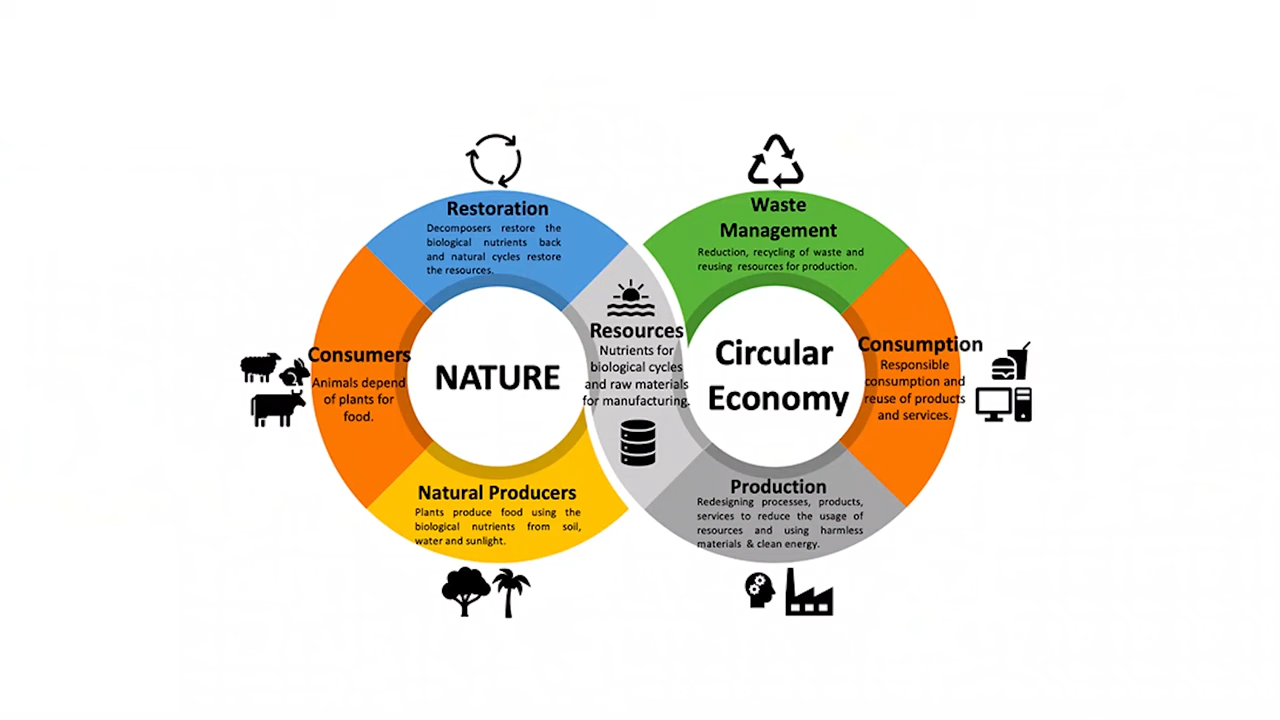 Restoration
Decomposers restore the
biological nutrients back
and natural cycles restore
the resources.
Waste
Management
Reduction, recycling of waste and
reusing resources for production.
Consumers
Animals depend
of plants for
food.
NATURE
Resources
Nutrients for
biological cycles
and raw materials
for manufacturing.
Circular
Economy
Consumption
Responsible
consumption and
reuse of products
and services.
Natural Producers
Plants produce food using the
biological nutrients from soil,
water and sunlight.
Production
Redesigning processes, products,
services to reduce the usage of
resources and using harmless
materials & clean energy.